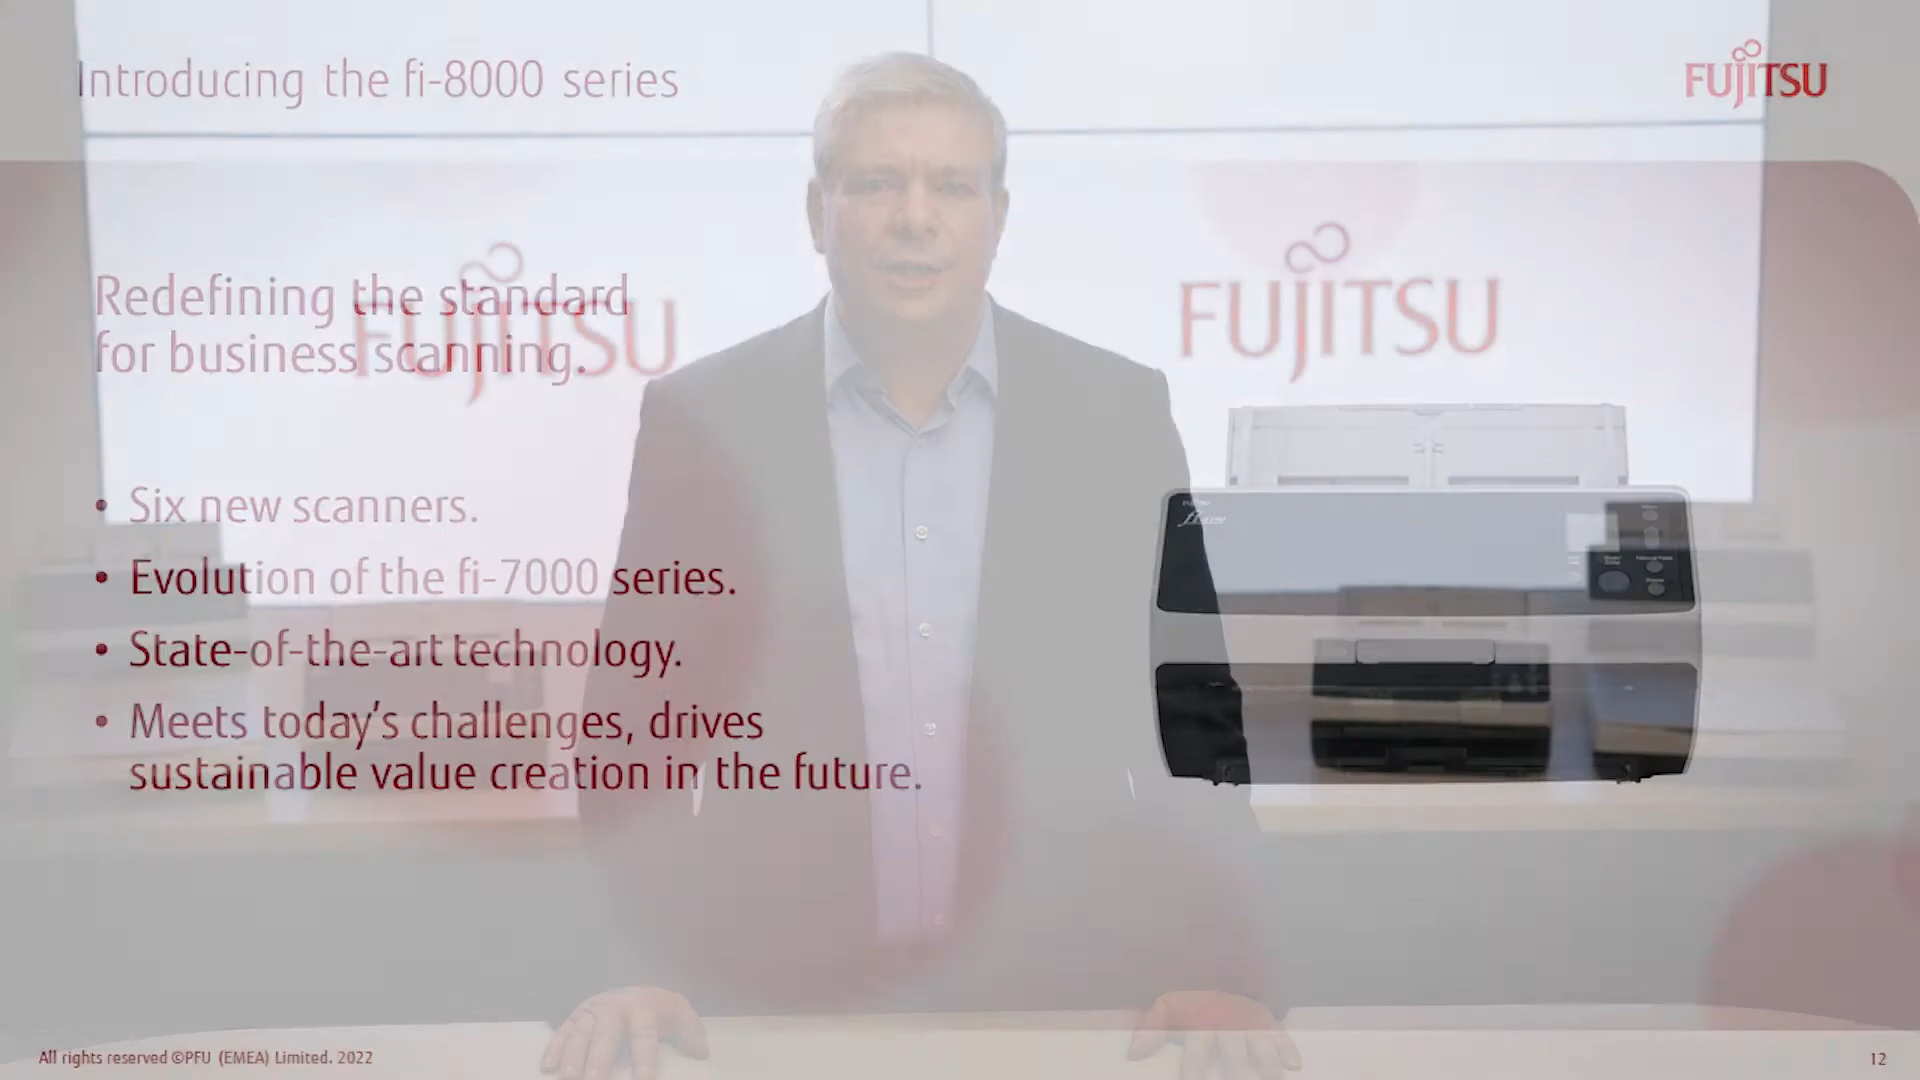 Introducing the fi-8000 series
FUJITSU
Redefining the standard
for business scanning.
FUJITSU
FUJITSU
• Six new scanners.
• Evolution of the fi-7000 series.
• State-of-the-art technology.
• Meets today's challenges, drives
sustainable value creation in the future.
All rights reserved ©PFU (EMEA) Limited. 2022
12